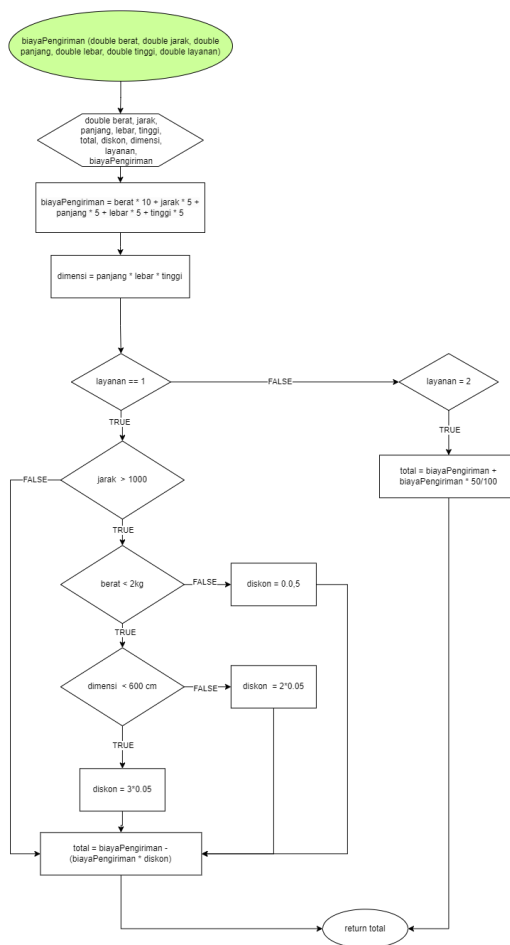 biayaPengiriman (double berat, double jarak, double
panjang, double lebar, double tinggi, double layanan)
double berat, jarak,
panjang, lebar, tinggi,
total, diskon, dimensi,
layanan,
biayaPengiriman
biayaPengiriman = berat * 10 + jarak * 5 +
panjang * 5 + lebar * 5 + tinggi * 5
dimensi = panjang * lebar * tinggi
layanan == 1
FALSE
layanan = 2
TRUE
TRUE
total = biayaPengiriman +
biayaPengiriman * 50/100
FALSE
jarak > 1000
TRUE
berat < 2kg
FALSE
diskon = 0.0,5
TRUE
dimensi < 600 cm
FALSE
diskon = 2*0.05
TRUE
diskon = 3*0.05
total = biayaPengiriman -
(biayaPengiriman * diskon)
return total